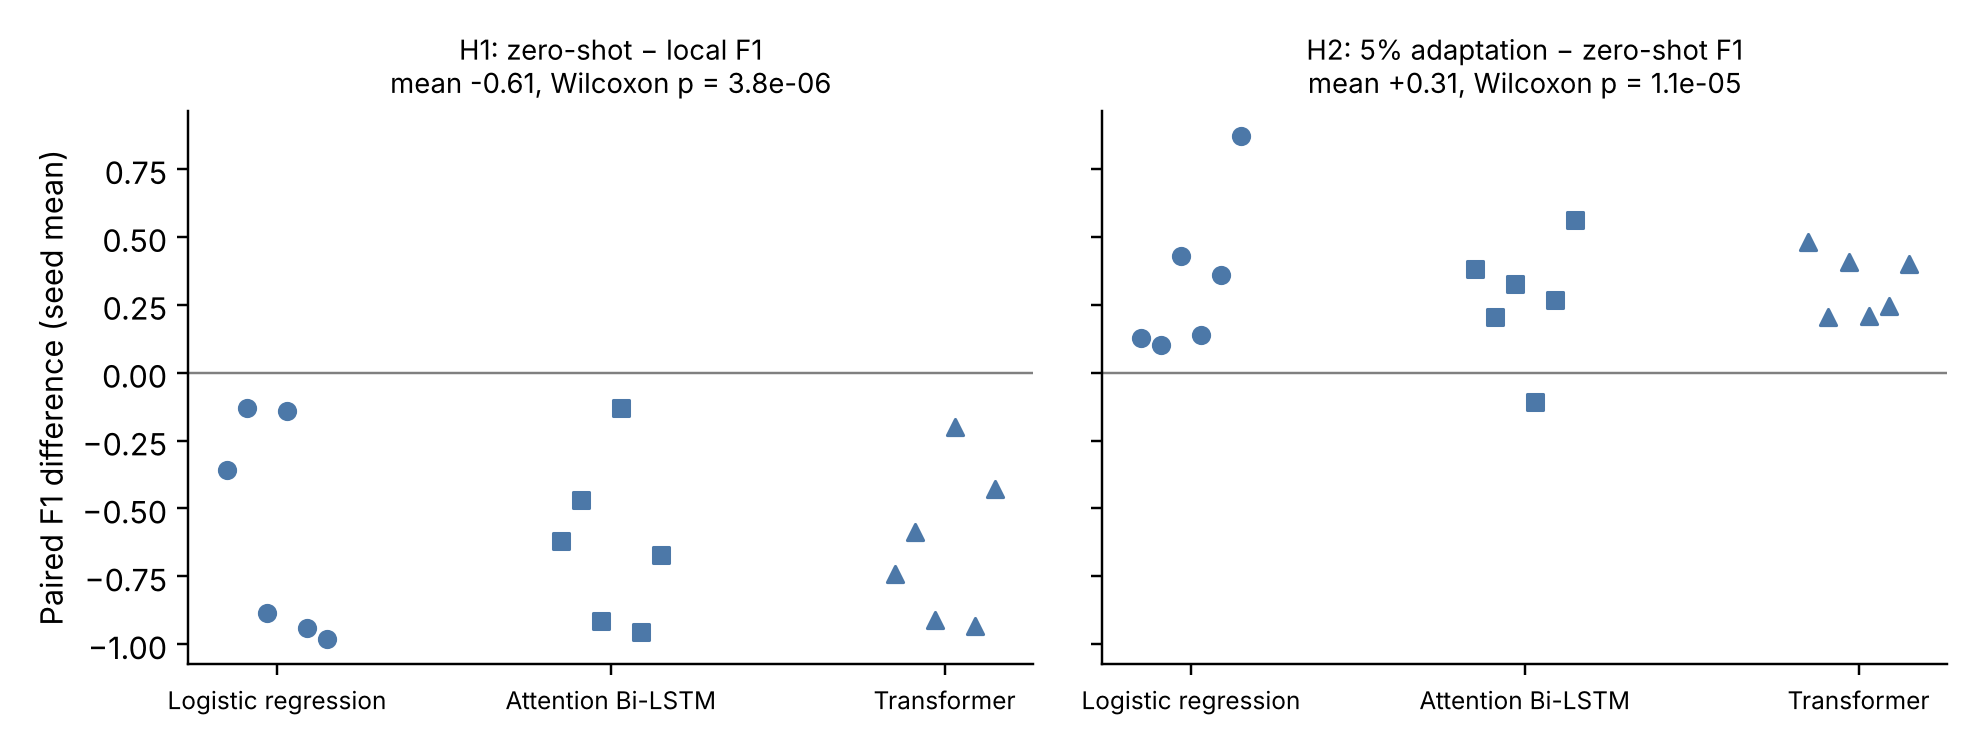 H1: zero-shot − local F1
mean -0.61, Wilcoxon p = 3.8e-06
H2: 5% adaptation − zero-shot F1
mean +0.31, Wilcoxon p = 1.1e-05
Paired F1 difference (seed mean)
0.75
0.50
0.25
0.00
−0.25
−0.50
−0.75
−1.00
Logistic regression
Attention Bi-LSTM
Transformer
Logistic regression
Attention Bi-LSTM
Transformer